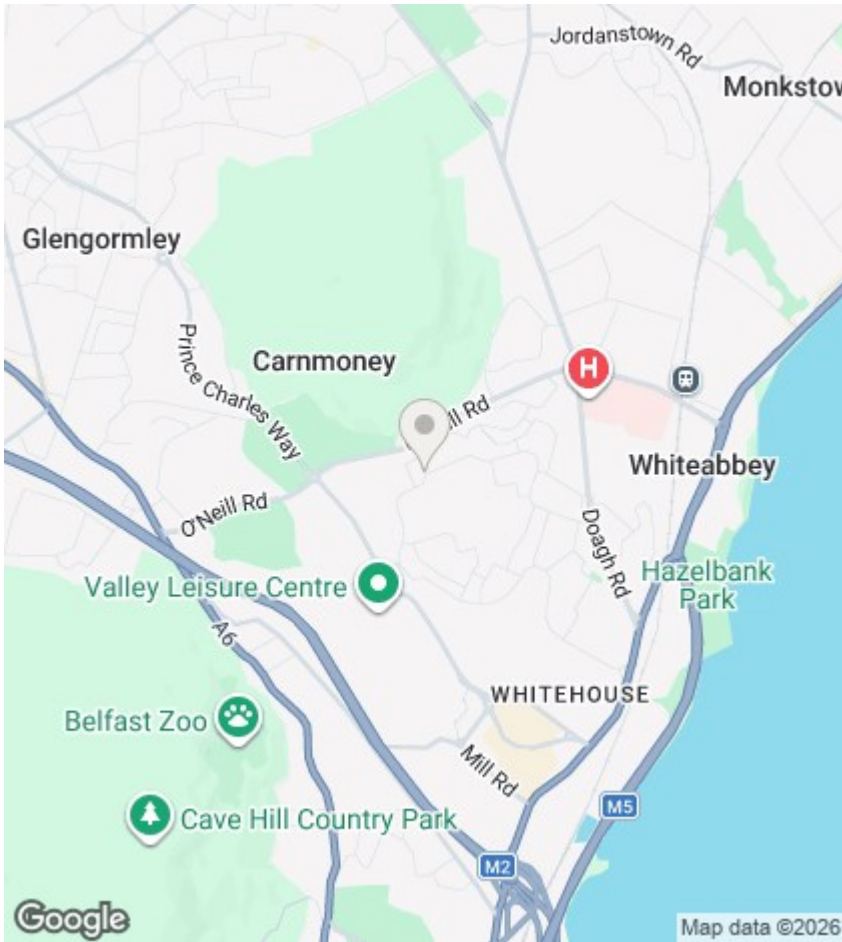 Jordanstown Rd
Monkstow
Glengormley
Prince Charles Way
Carnmoney
H
ill Rd
Whiteabbey
O'Neill Rd
Doagh Rd
Valley Leisure Centre
Hazelbank
Park
A6
WHITEHOUSE
Belfast Zoo
Mill Rd
Cave Hill Country Park
M5
M2
Google
Map data ©2026